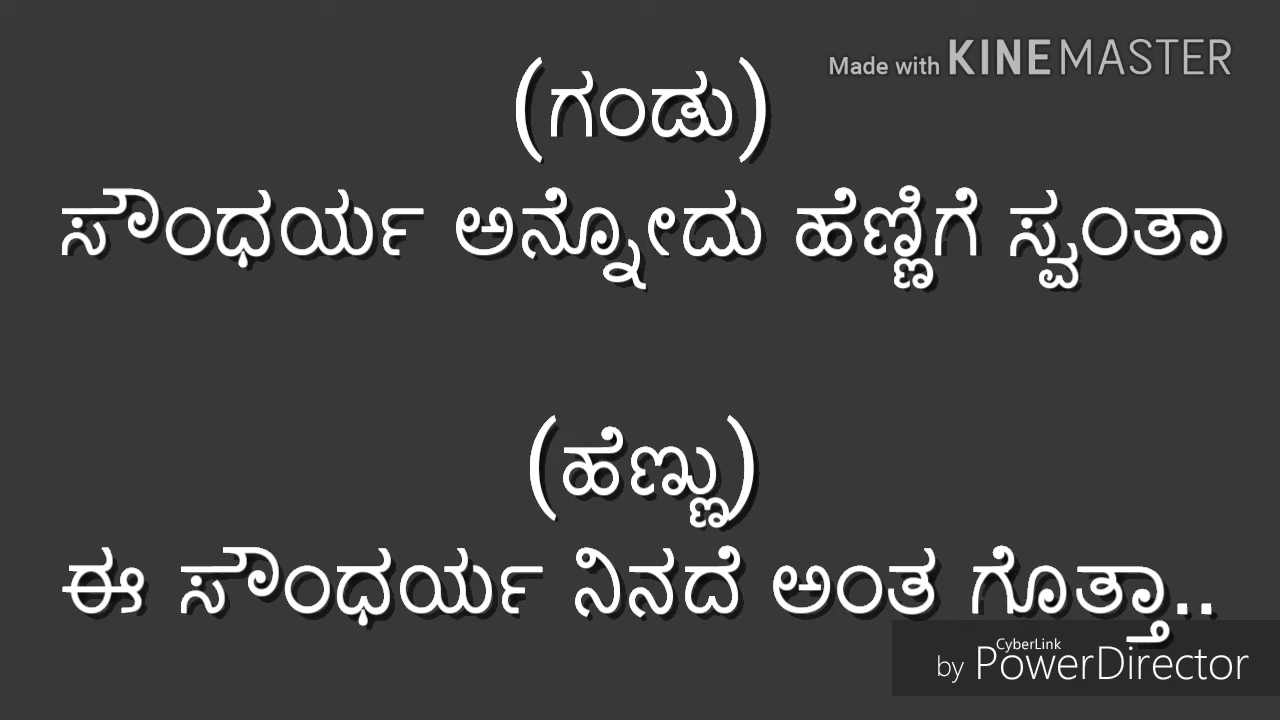 Made with KINEMASTER
(ಗಂಡು)
ಸೌಂಧರ್ಯ ಅನ್ನೋದು ಹೆಣ್ಣಿಗೆ ಸ್ವಂತಾ
(ಹೆಣ್ಣು)
ಈ ಸೌಂಧರ್ಯ ನಿನದೆ ಅಂತ ಗೊತ್ತಾ..
CyberLink
by PowerDirector